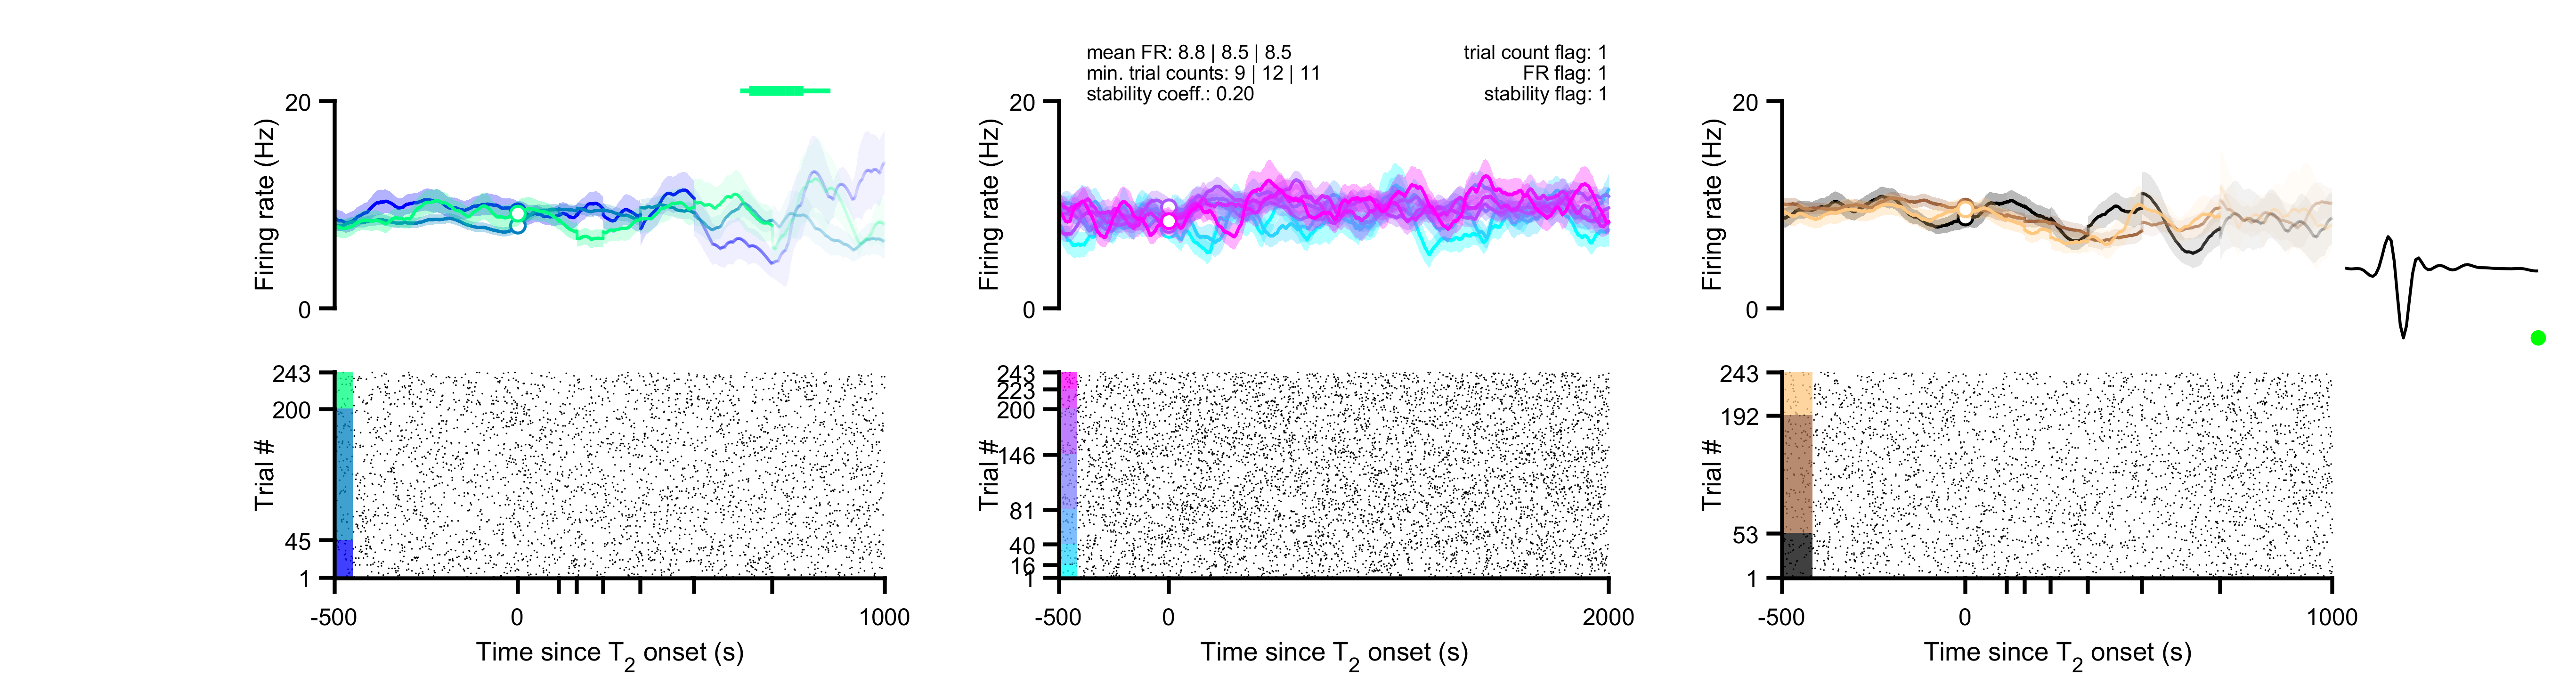 mean FR: 8.8 | 8.5 | 8.5
min. trial counts: 9 | 12 | 11
stability coeff.: 0.20
trial count flag: 1
FR flag: 1
stability flag: 1
20
Firing rate (Hz)
0
20
Firing rate (Hz)
0
20
Firing rate (Hz)
0
243
200
Trial #
45
1
-500
0
1000
Time since T2 onset (s)
243
223
200
Trial #
146
81
40
16
1
-500
0
2000
Time since T2 onset (s)
243
192
Trial #
53
1
-500
0
1000
Time since T2 onset (s)